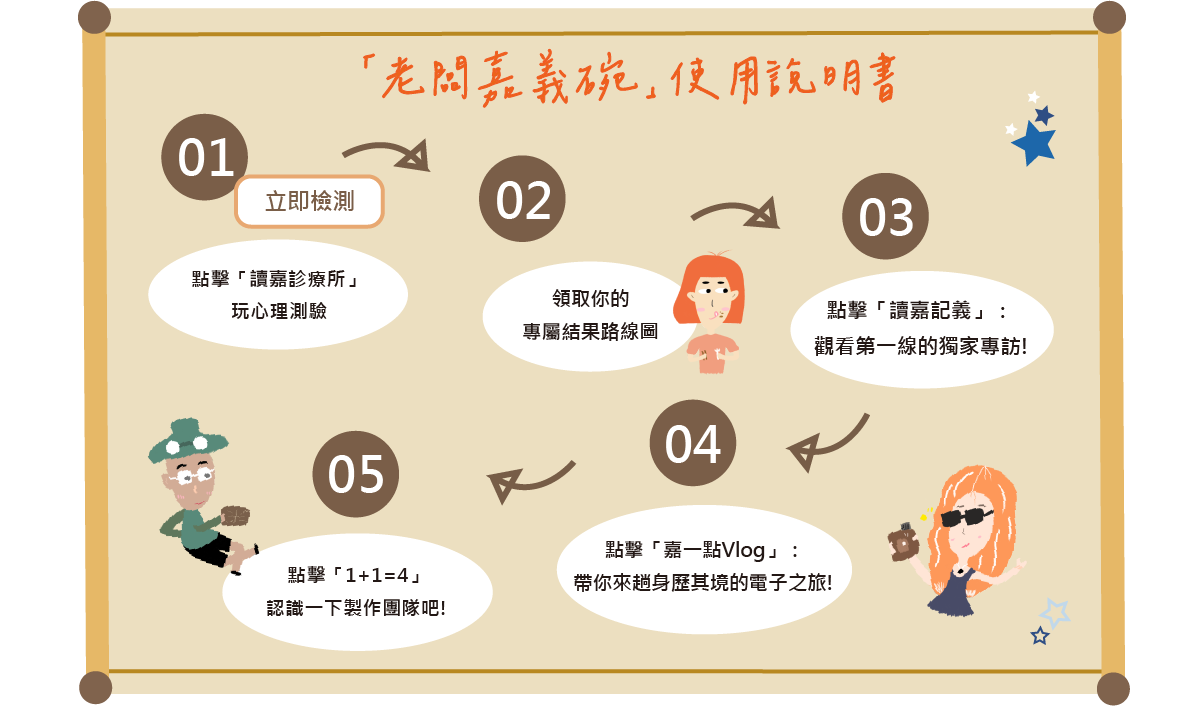 「老闆嘉義碗」使用說明書
01
立即檢測
點擊「讀嘉診療所」
玩心理測驗
02
領取你的
專屬結果路線圖
03
點擊「讀嘉記義」：
觀看第一線的獨家專訪!
04
點擊「嘉一點Vlog」：
帶你來趟身歷其境的電子之旅!
05
點擊「1+1=4」
認識一下製作團隊吧!